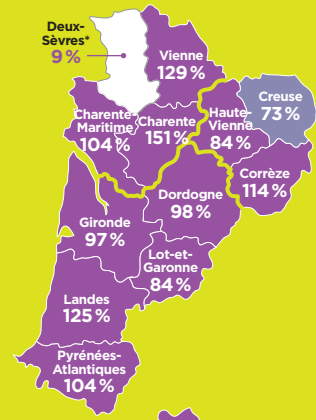 Deux-
Sèvres*
9 %
Vienne
129 %
Creuse
73 %
Charente-
Maritime
104 %
Charente
151 %
Haute-
Vienne
84 %
Corrèze
114 %
Dordogne
98 %
Gironde
97 %
Lot-et-
Garonne
84 %
Landes
125 %
Pyrénées-
Atlantiques
104 %